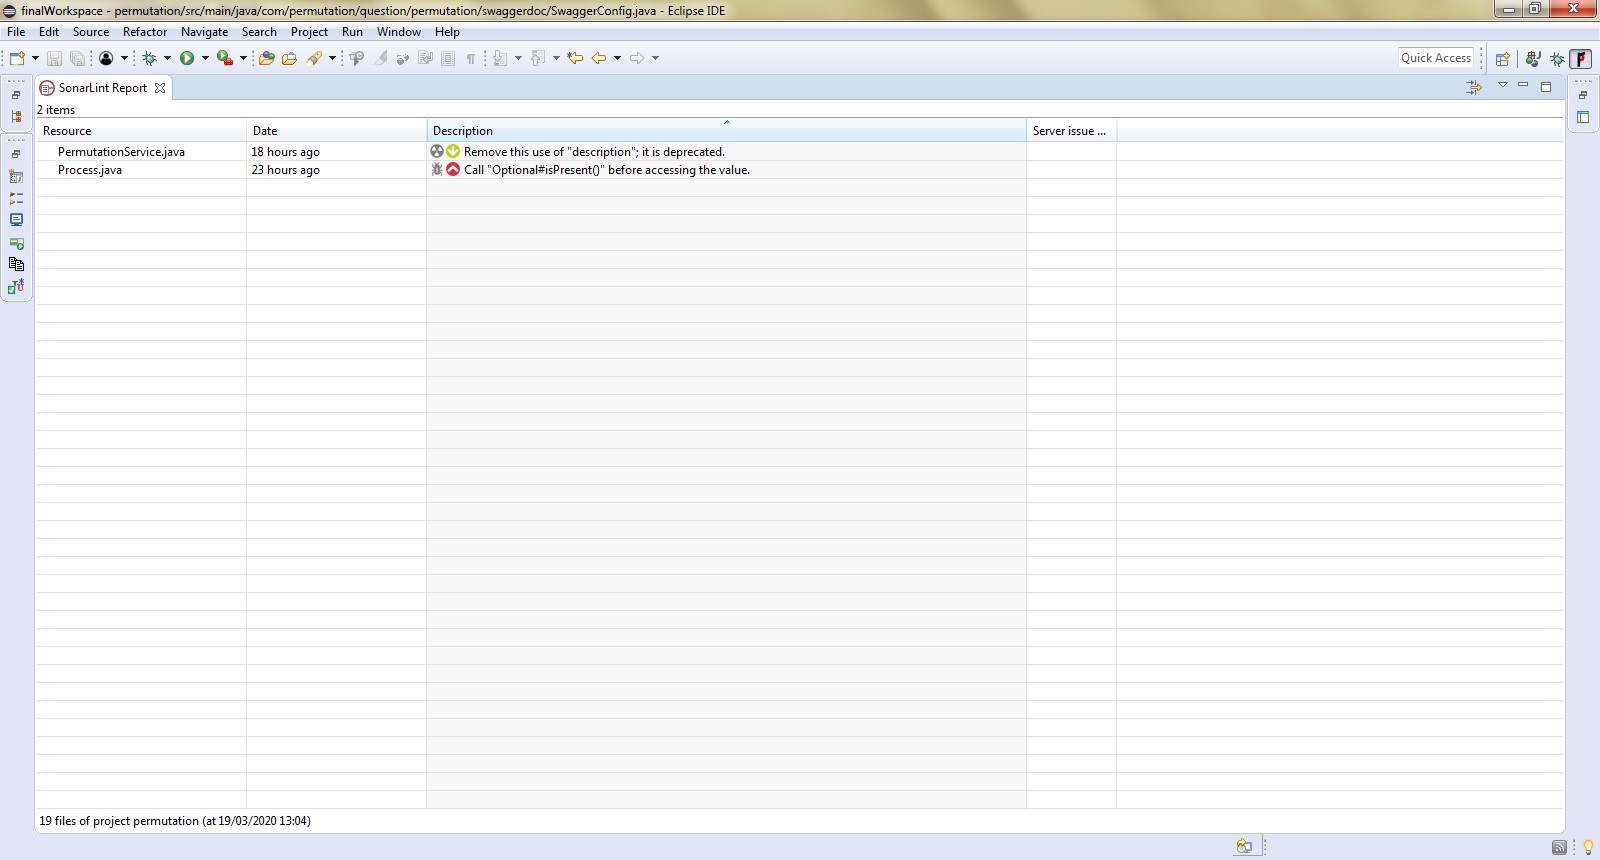 finalWorkspace - permutation/src/main/java/com/permutation/question/permutation/swaggerdoc/SwaggerConfig.java - Eclipse IDE
File Edit Source Refactor Navigate Search Project Run Window Help
Quick Access
SonarLint Report
2 items
Resource Date Description Server issue ...
PermutationService.java 18 hours ago Remove this use of "description"; it is deprecated.
Process.java 23 hours ago Call "Optional#isPresent()" before accessing the value.
19 files of project permutation (at 19/03/2020 13:04)